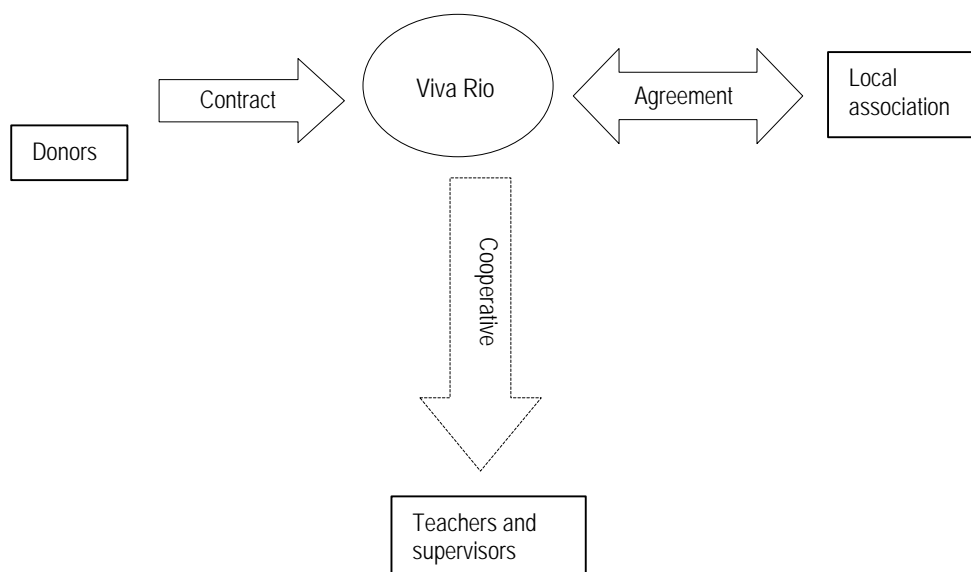 Donors
Contract
Viva Rio
Agreement
Local
association
Cooperative
Teachers and
supervisors